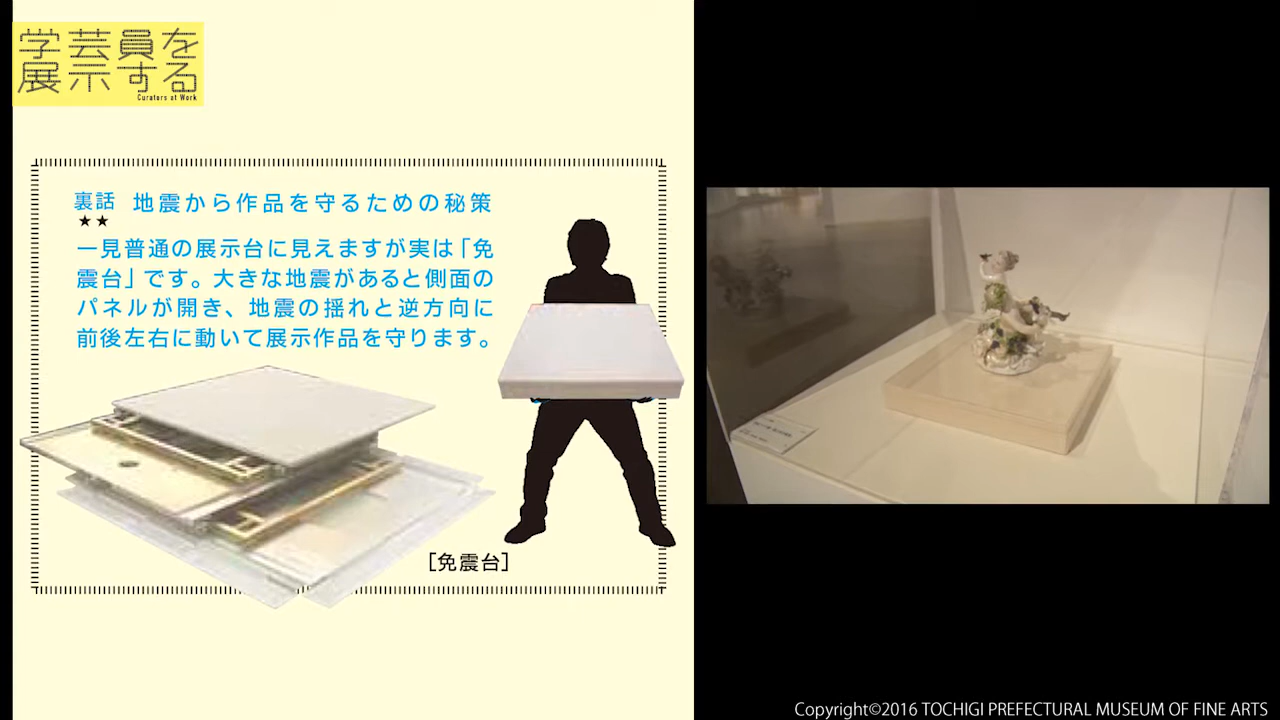 学芸員を
展示する
Curators at Work
裏話 地震から作品を守るための秘策
★★
一見普通の展示台に見えますが実は「免
震台」です。大きな地震があると側面の
パネルが開き、地震の揺れと逆方向に
前後左右に動いて展示作品を守ります。
[免震台]
Copyright©2016 TOCHIGI PREFECTURAL MUSEUM OF FINE ARTS